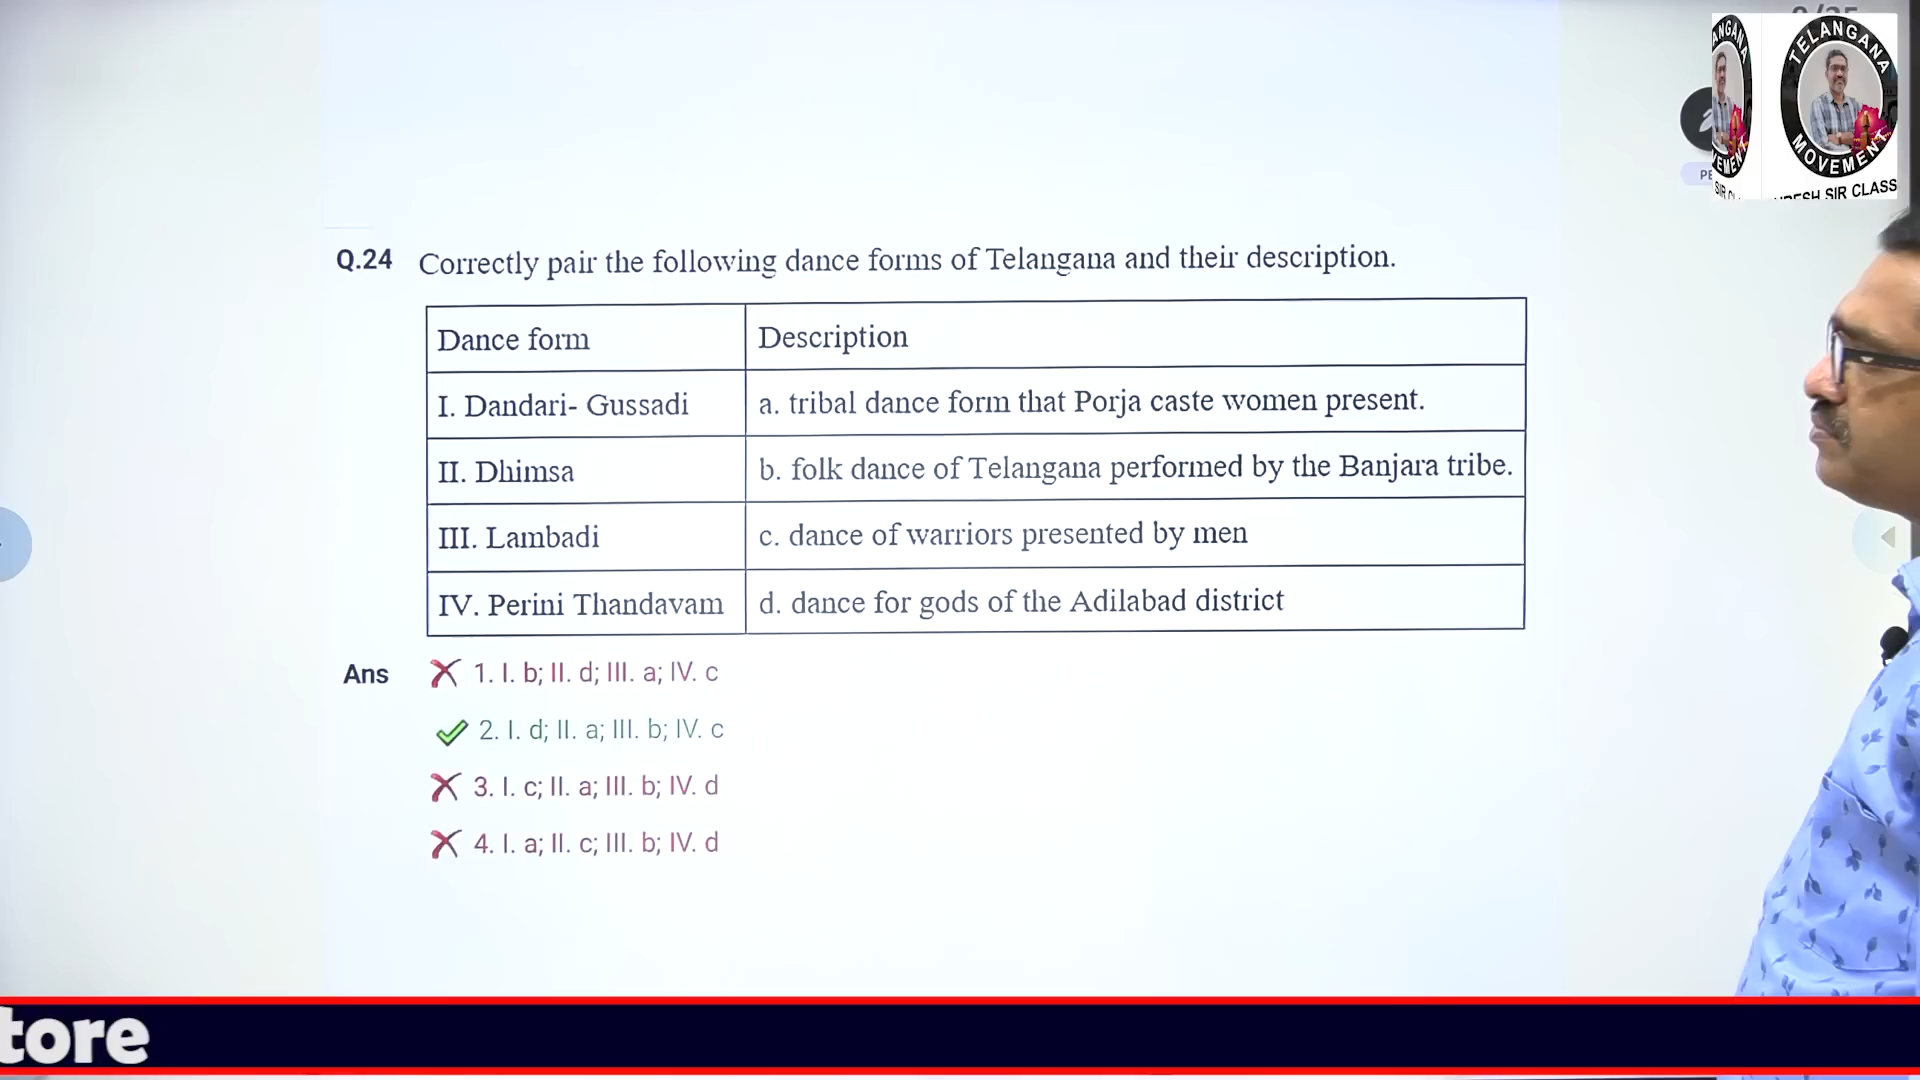 TELANGANA
MOVEMENT
SIR CLASS
Q.24 Correctly pair the following dance forms of Telangana and their description.
Dance form Description
I. Dandari- Gussadi a. tribal dance form that Porja caste women present.
II. Dhimsa b. folk dance of Telangana performed by the Banjara tribe.
III. Lambadi c. dance of warriors presented by men
IV. Perini Thandavam d. dance for gods of the Adilabad district
Ans 1. I. b; II. d; III. a; IV. c
2. I. d; II. a; III. b; IV. c
3. I. c; II. a; III. b; IV. d
4. I. a; II. c; III. b; IV. d
tore